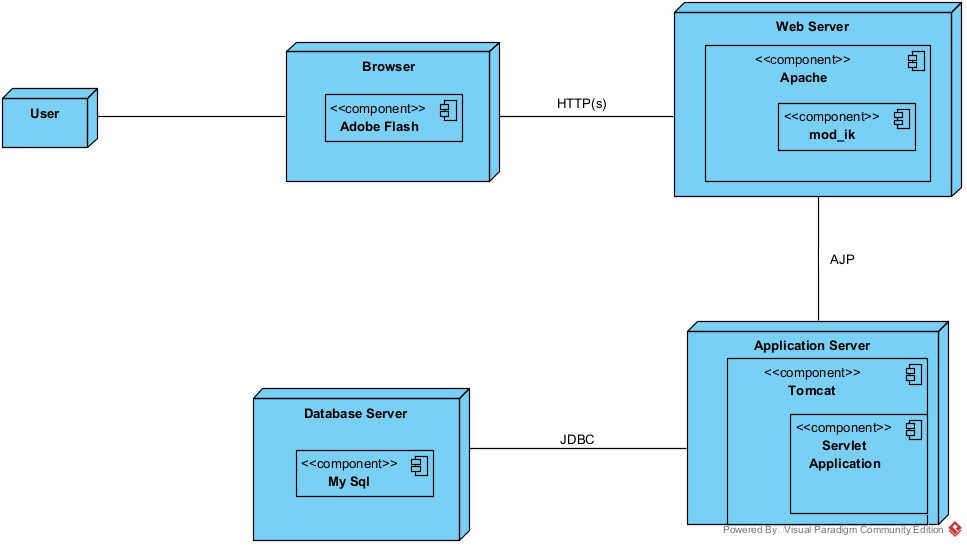 User
Browser
<<component>>
Adobe Flash
HTTP(s)
Web Server
<<component>>
Apache
<<component>>
mod_ik
AJP
Application Server
<<component>>
Tomcat
<<component>>
Servlet
Application
JDBC
Database Server
<<component>>
My Sql
Powered By Visual Paradigm Community Edition